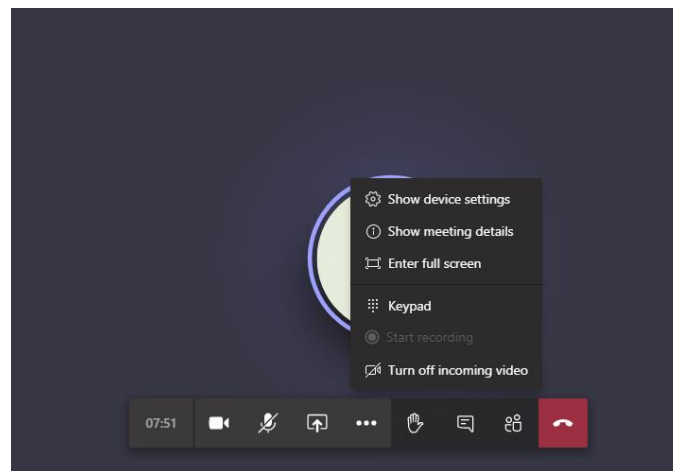 Show device settings
Show meeting details
Enter full screen
Keypad
Start recording
Turn off incoming video
07:51